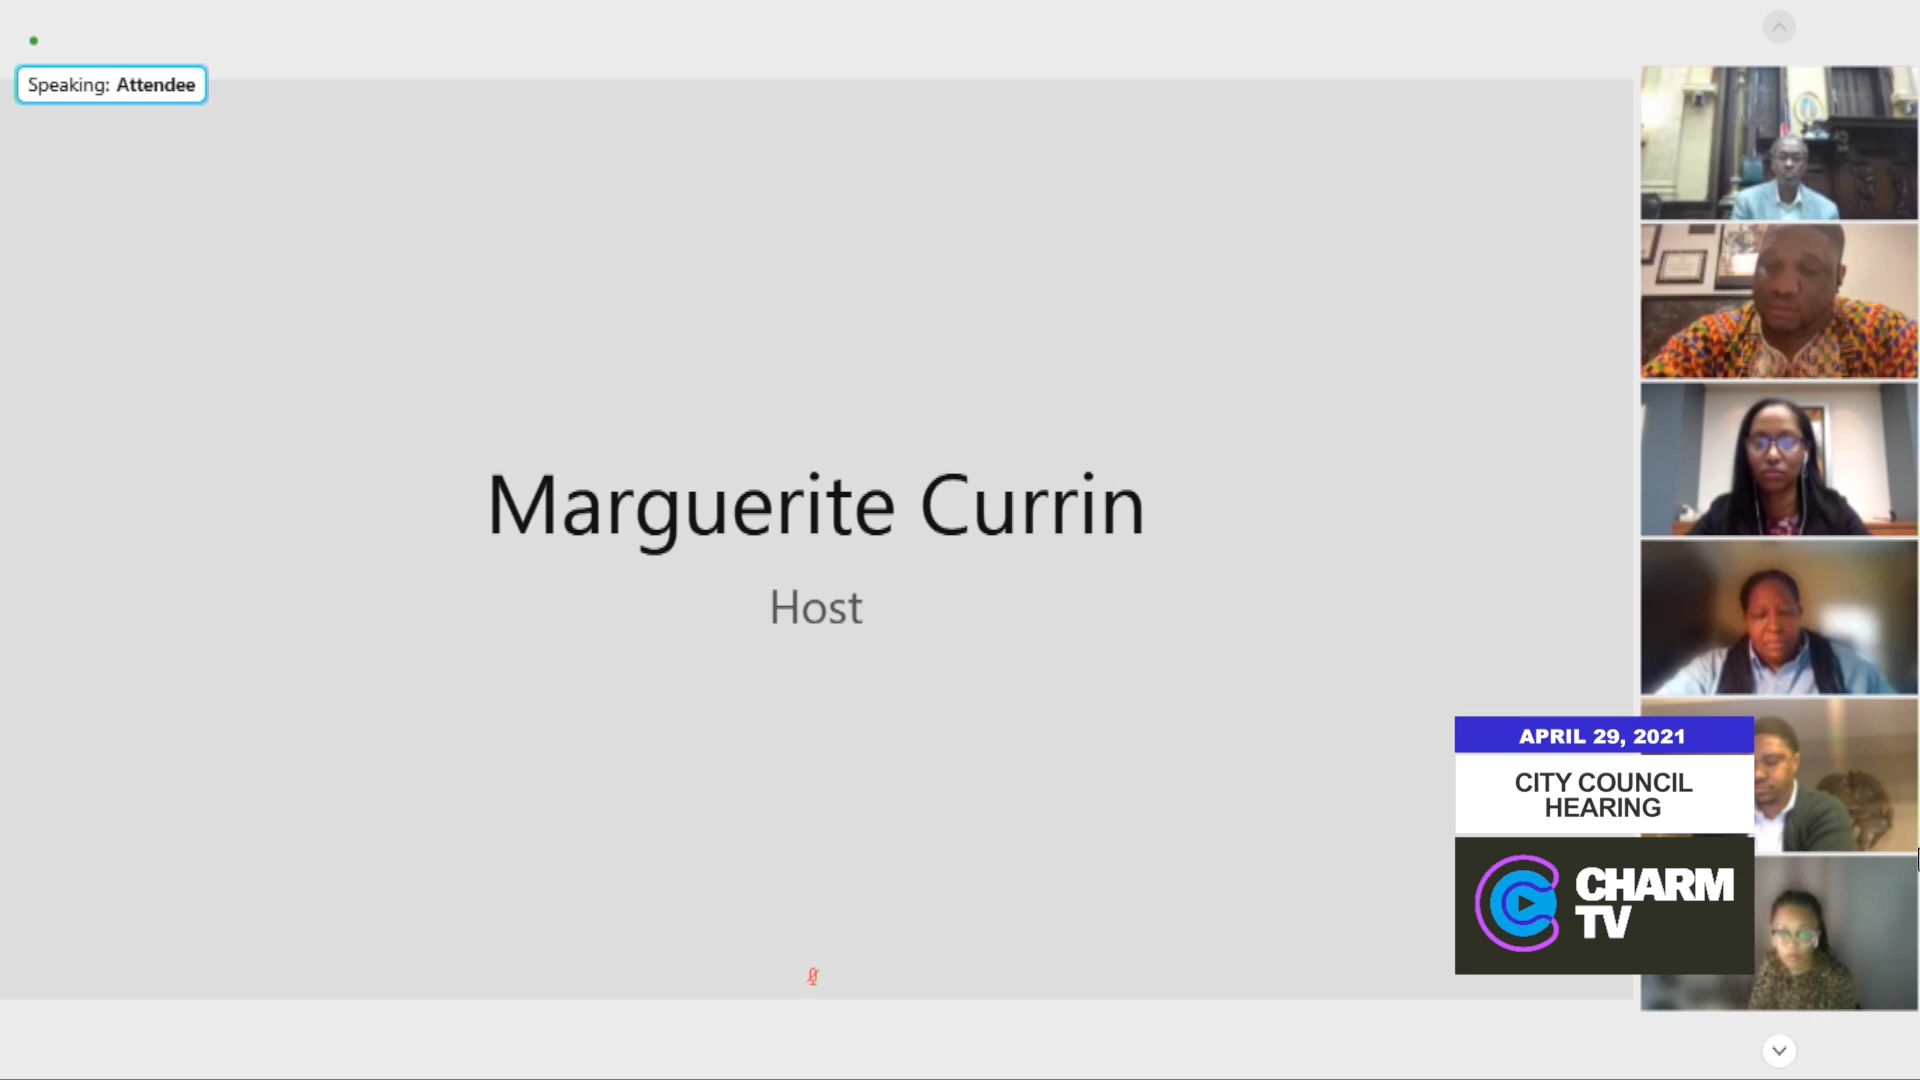 Speaking: Attendee
Marguerite Currin
Host
APRIL 29, 2021
CITY COUNCIL
HEARING
CHARM
TV